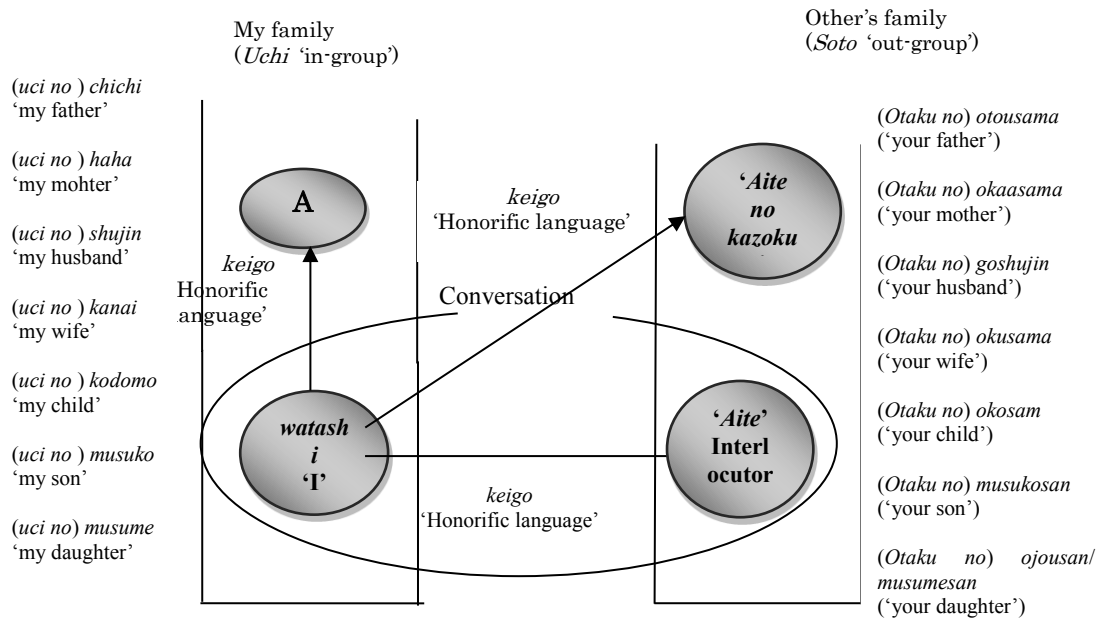 My family
(Uchi ‘in-group’)
Other's family
(Soto ‘out-group’)
(uci no ) chichi
‘my father’
(uci no ) haha
‘my mohter’
(uci no ) shujin
‘my husband’
(uci no ) kanai
‘my wife’
(uci no ) kodomo
‘my child’
(uci no ) musuko
‘my son’
(uci no) musume
‘my daughter’
A
keigo
Honorific
anguage’
keigo
‘Honorific language’
Conversation
‘Aite
no
kazoku
watash
i
‘I’
‘Aite’
Interl
ocutor
keigo
‘Honorific language’
(Otaku no) otousama
(‘your father’)
(Otaku no) okaasama
(‘your mother’)
(Otaku no) goshujin
(‘your husband’)
(Otaku no) okusama
(‘your wife’)
(Otaku no) okosam
(‘your child’)
(Otaku no) musukosan
(‘your son’)
(Otaku no) ojousan/
musumesan
(‘your daughter’)